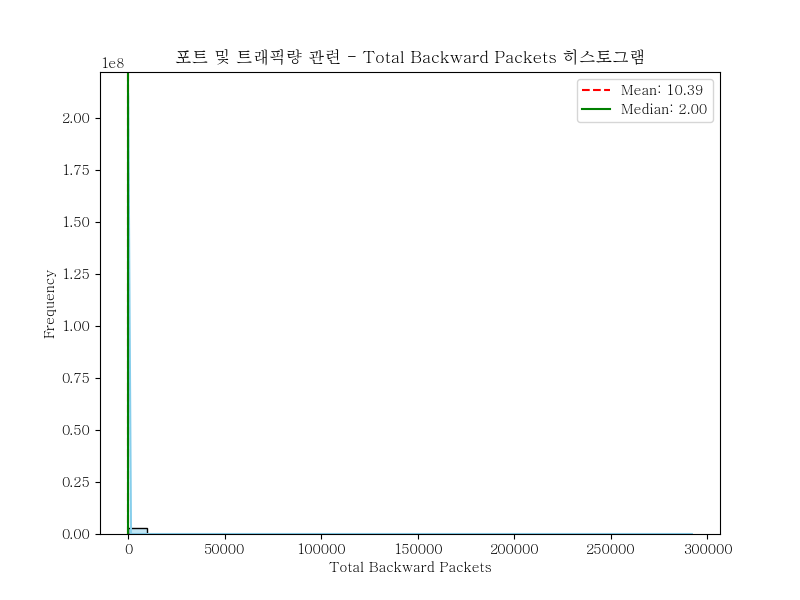 포트 및 트래픽량 관련 - Total Backward Packets 히스토그램
1e8
Mean: 10.39
Median: 2.00
2.00
1.75
1.50
1.25
1.00
0.75
0.50
0.25
0.00
Frequency
0 50000 100000 150000 200000 250000 300000
Total Backward Packets